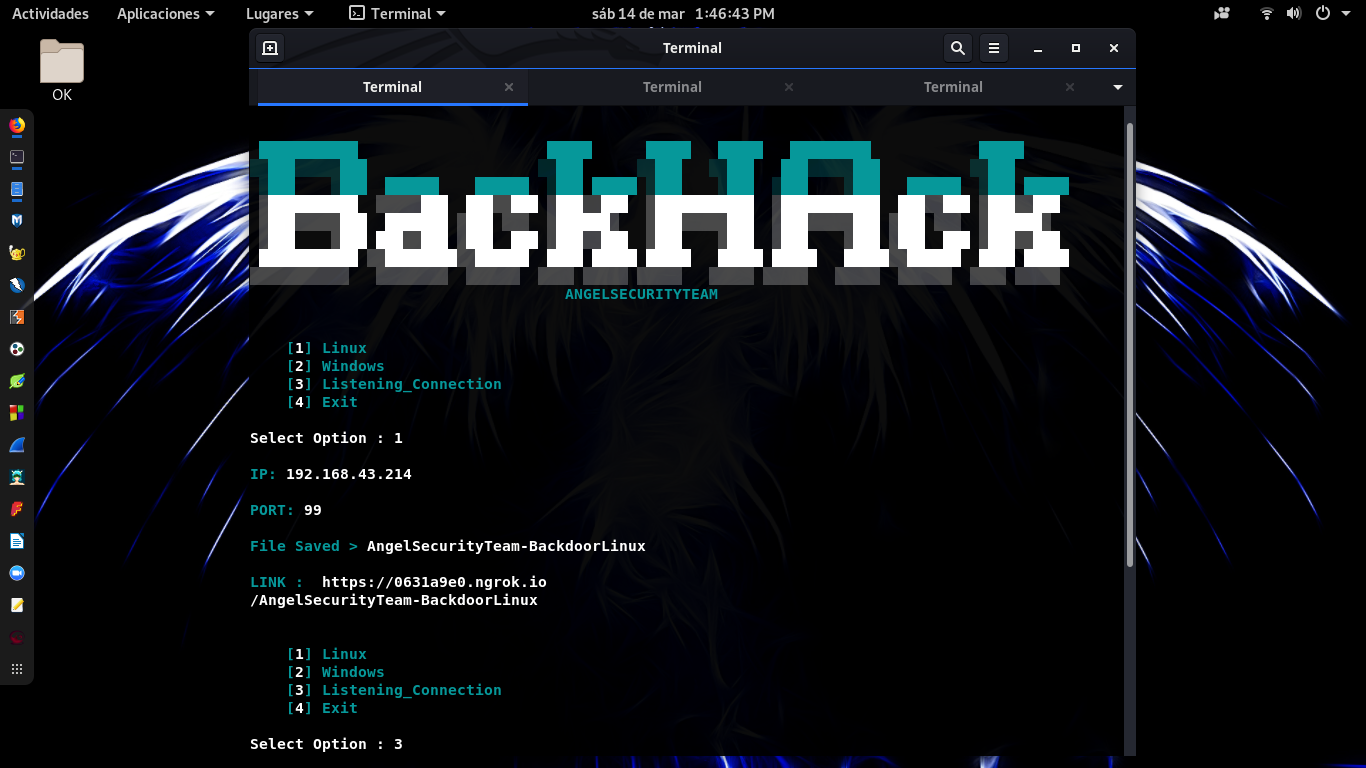 Actividades Aplicaciones Lugares Terminal sáb 14 de mar 1:46:43 PM
Terminal
Terminal Terminal Terminal
OK
BackHAck
ANGELSECURITYTEAM
[1] Linux
[2] Windows
[3] Listening_Connection
[4] Exit
Select Option : 1
IP: 192.168.43.214
PORT: 99
File Saved > AngelSecurityTeam-BackdoorLinux
LINK :  https://0631a9e0.ngrok.io
/AngelSecurityTeam-BackdoorLinux
[1] Linux
[2] Windows
[3] Listening_Connection
[4] Exit
Select Option : 3